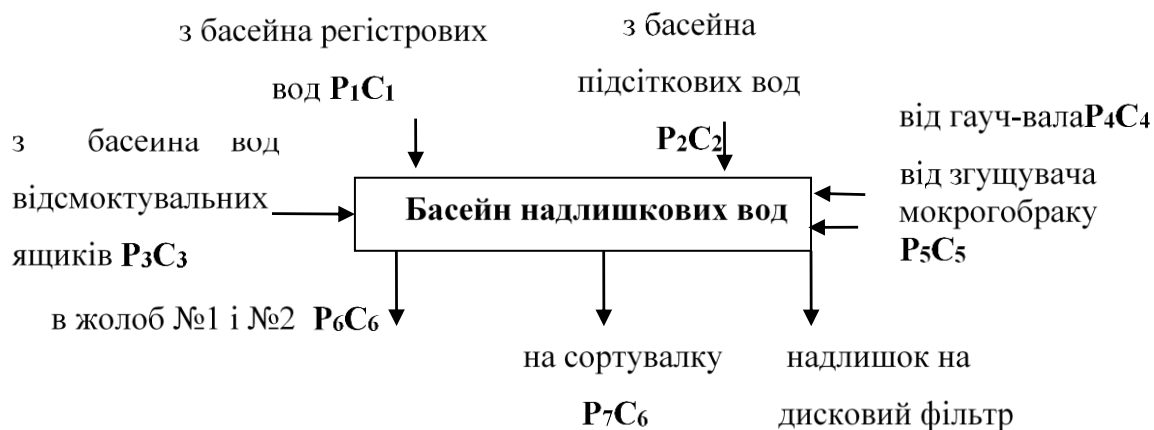 з басейна регістрових
вод P₁C₁
з басейна
підсіткових вод
P₂C₂
від гауч-валаP₄C₄
з басейна вод
відсмоктувальних
ящиків P₃C₃
Басейн надлишкових вод
від згущувача
мокрогобраку
P₅C₅
в жолоб №1 і №2 P₆C₆
на сортувалку
P₇C₆
надлишок на
дисковий фільтр